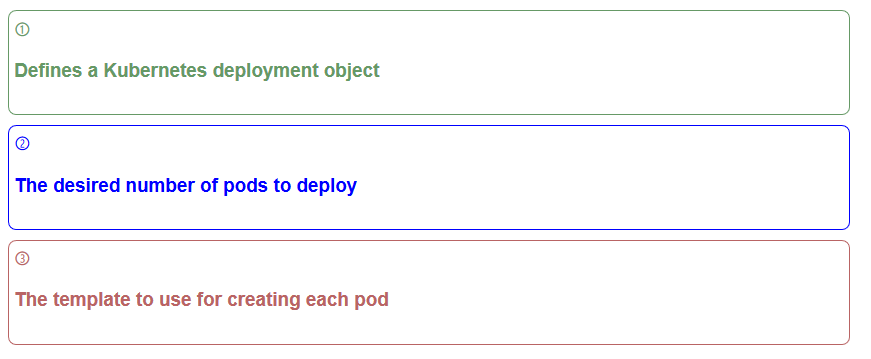 ①
Defines a Kubernetes deployment object
②
The desired number of pods to deploy
③
The template to use for creating each pod